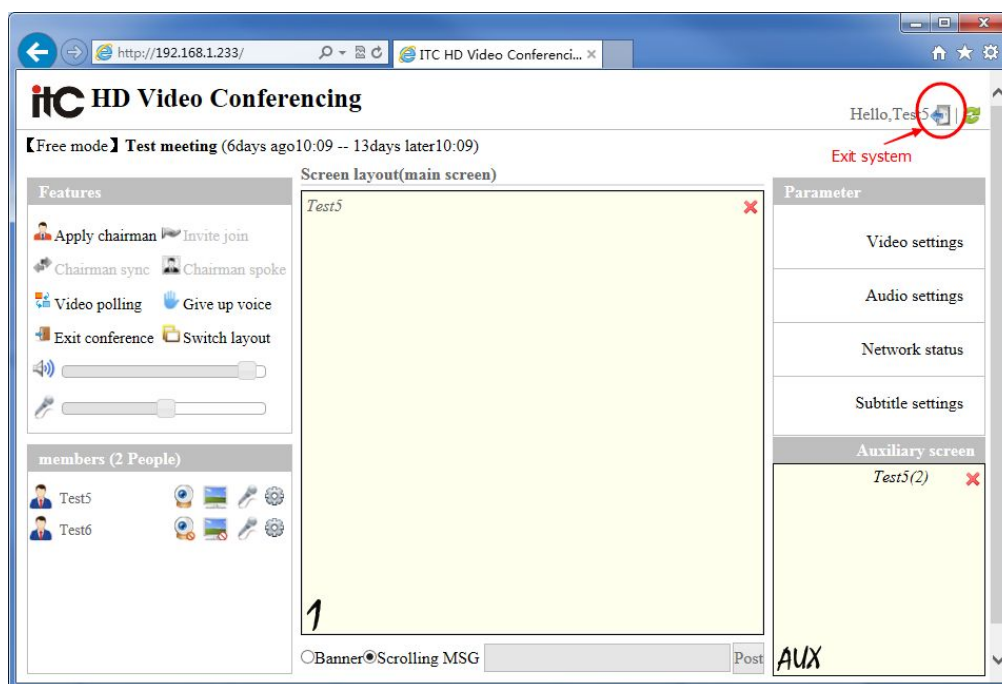 http://192.168.1.233/
ITC HD Video Conferenci...
itc HD Video Conferencing
Hello,Test5
|
Exit system
【Free mode】Test meeting (6days ago10:09 -- 13days later10:09)
Features
Apply chairman
Invite join
Chairman sync
Chairman spoke
Video polling
Give up voice
Exit conference
Switch layout
members (2 People)
Test5
Test6
Screen layout(main screen)
Test5
1
Banner Scrolling MSG
Post
Parameter
Video settings
Audio settings
Network status
Subtitle settings
Auxiliary screen
Test5(2)
AUX